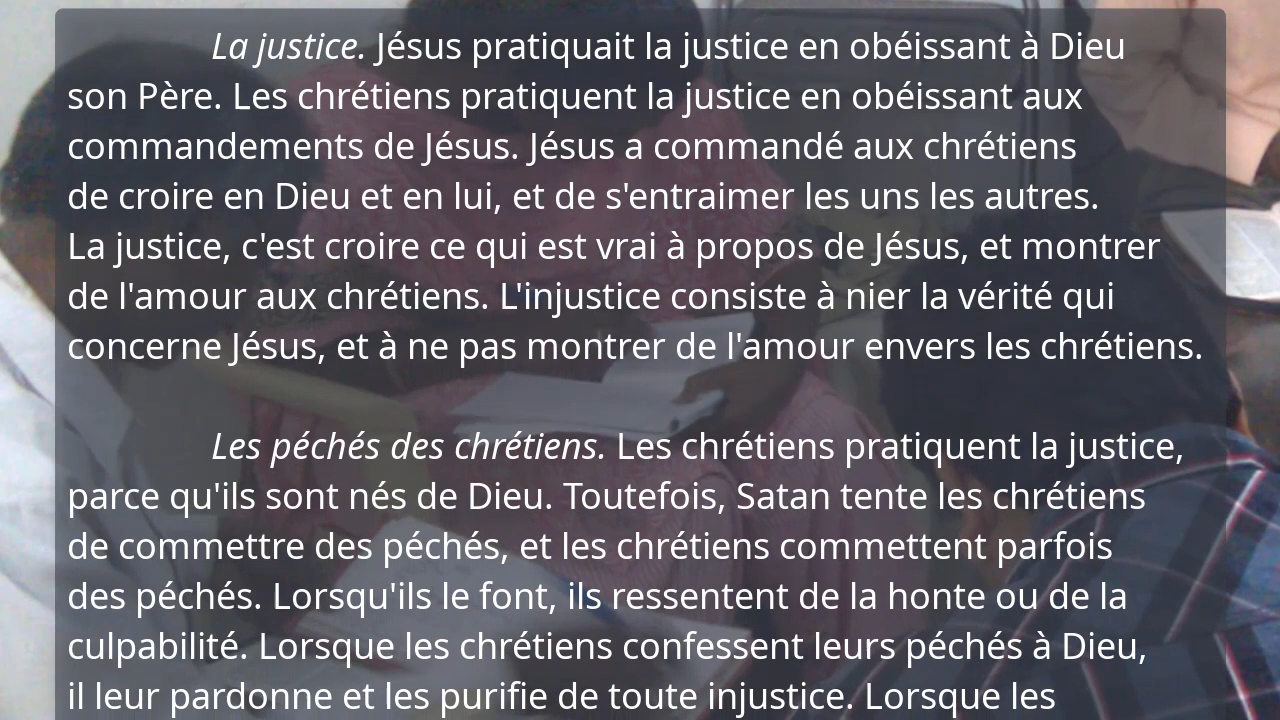 La justice. Jésus pratiquait la justice en obéissant à Dieu
son Père. Les chrétiens pratiquent la justice en obéissant aux
commandements de Jésus. Jésus a commandé aux chrétiens
de croire en Dieu et en lui, et de s'entraimer les uns les autres.
La justice, c'est croire ce qui est vrai à propos de Jésus, et montrer
de l'amour aux chrétiens. L'injustice consiste à nier la vérité qui
concerne Jésus, et à ne pas montrer de l'amour envers les chrétiens.
Les péchés des chrétiens. Les chrétiens pratiquent la justice,
parce qu'ils sont nés de Dieu. Toutefois, Satan tente les chrétiens
de commettre des péchés, et les chrétiens commettent parfois
des péchés. Lorsqu'ils le font, ils ressentent de la honte ou de la
culpabilité. Lorsque les chrétiens confessent leurs péchés à Dieu,
il leur pardonne et les purifie de toute injustice. Lorsque les